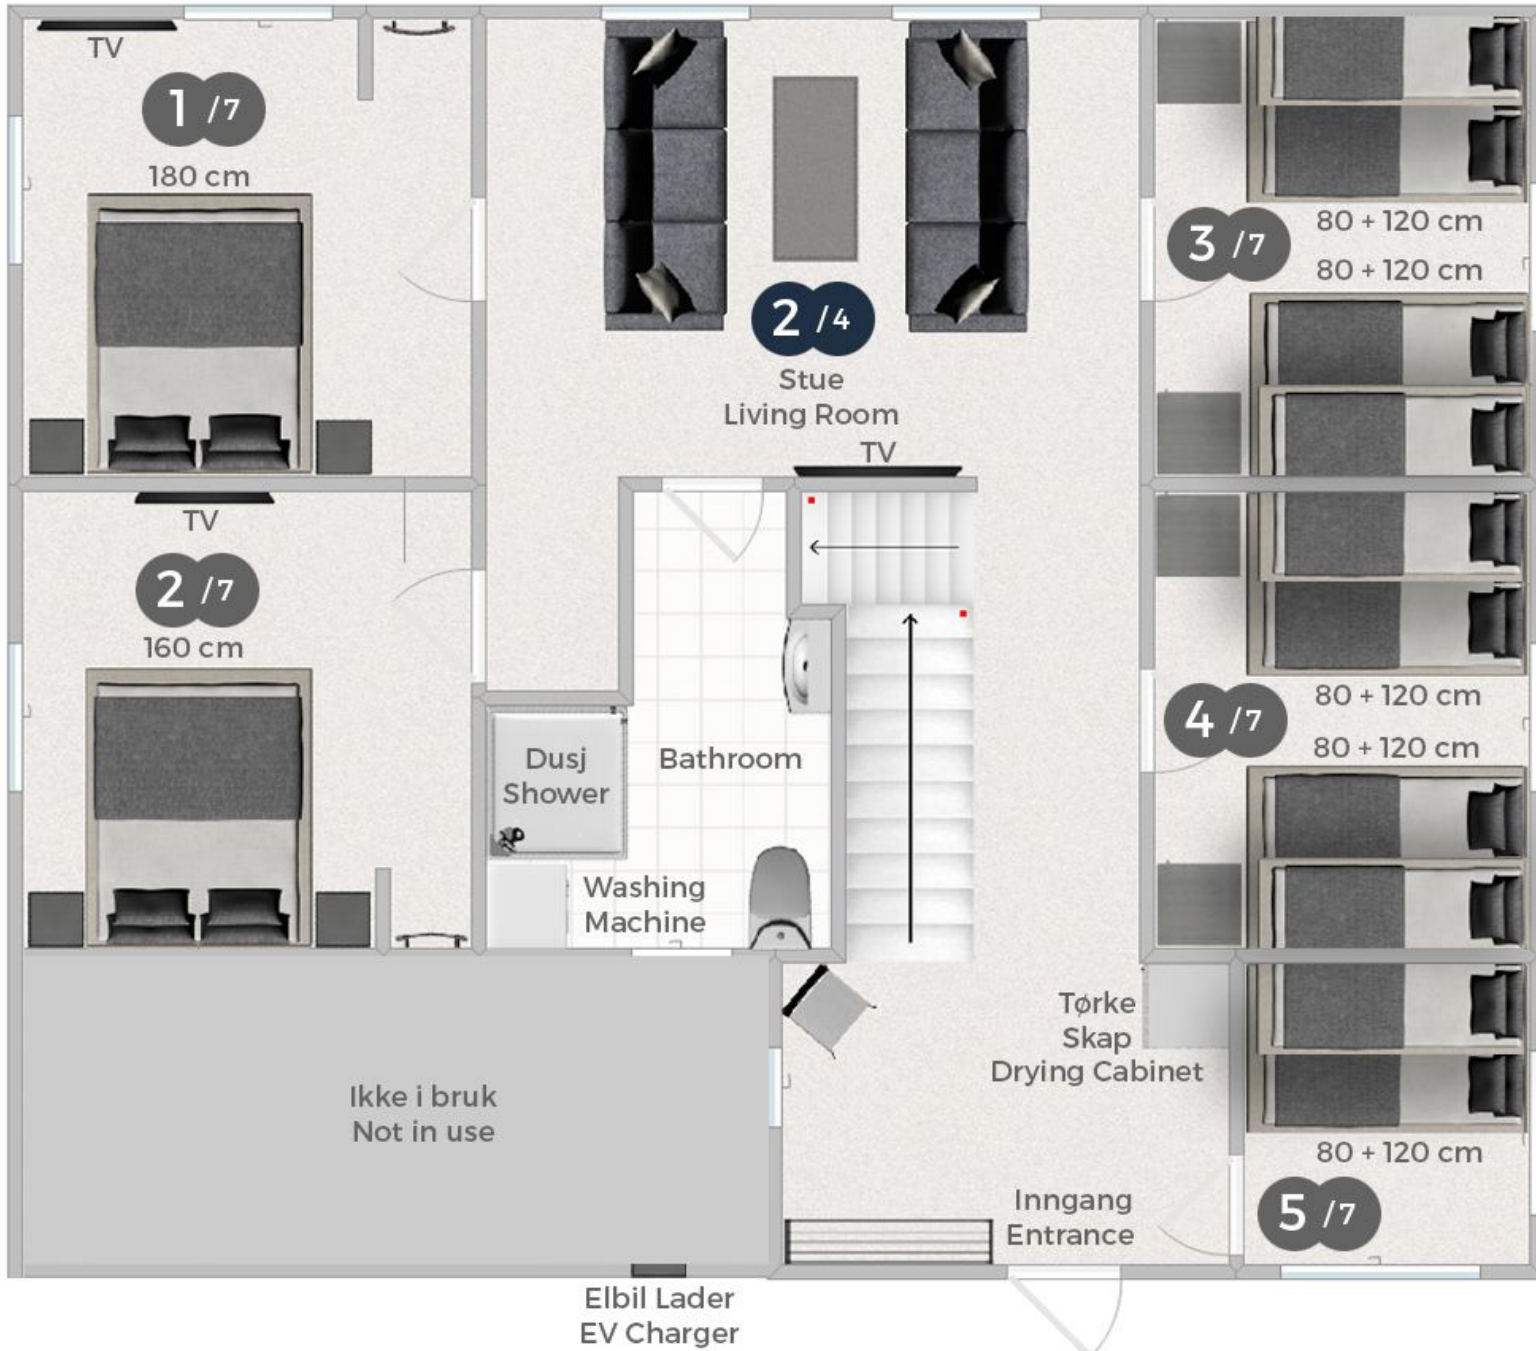 TV
1 /7
180 cm
2 /4
Stue
Living Room
TV
80 + 120 cm
3 /7
80 + 120 cm
TV
2 /7
160 cm
Dusj
Shower
Bathroom
Washing
Machine
80 + 120 cm
4 /7
80 + 120 cm
Ikke i bruk
Not in use
Tørke
Skap
Drying Cabinet
80 + 120 cm
5 /7
Inngang
Entrance
Elbil Lader
EV Charger